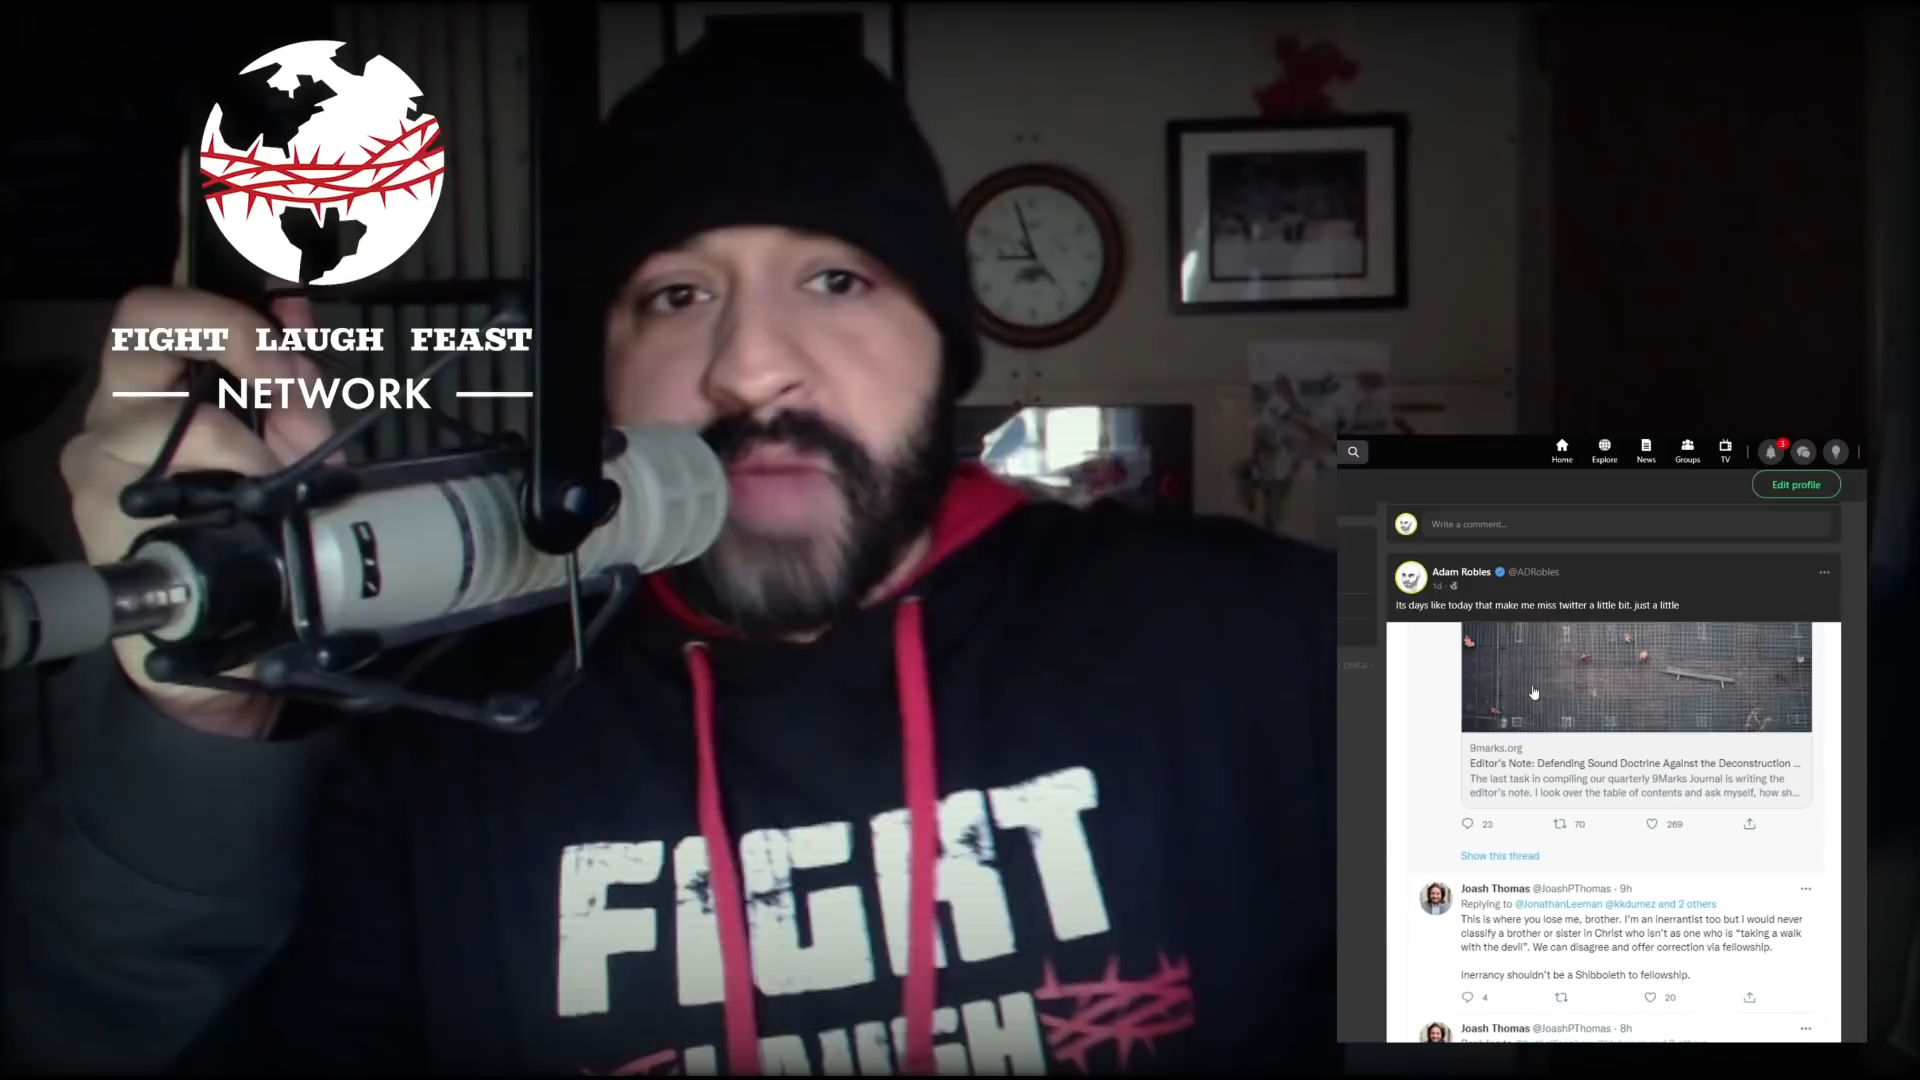 FIGHT LAUGH FEAST
NETWORK
FIGHT
LAUGH
Home
Explore
News
Groups
TV
3
Edit profile
Write a comment...
Adam Robles @ADRobles
1d ·
Its days like today that make me miss twitter a little bit. just a little
DMCA
9marks.org
Editor's Note: Defending Sound Doctrine Against the Deconstruction ...
The last task in compiling our quarterly 9Marks Journal is writing the
editor's note. I look over the table of contents and ask myself, how sh...
23 70 269
Show this thread
Joash Thomas @JoashPThomas · 9h
Replying to @JonathanLeeman @kkdumez and 2 others
This is where you lose me, brother. I'm an inerrantist too but I would never
classify a brother or sister in Christ who isn't as one who is “taking a walk
with the devil”. We can disagree and offer correction via fellowship.
Inerrancy shouldn't be a Shibboleth to fellowship.
4 20
Joash Thomas @JoashPThomas · 8h